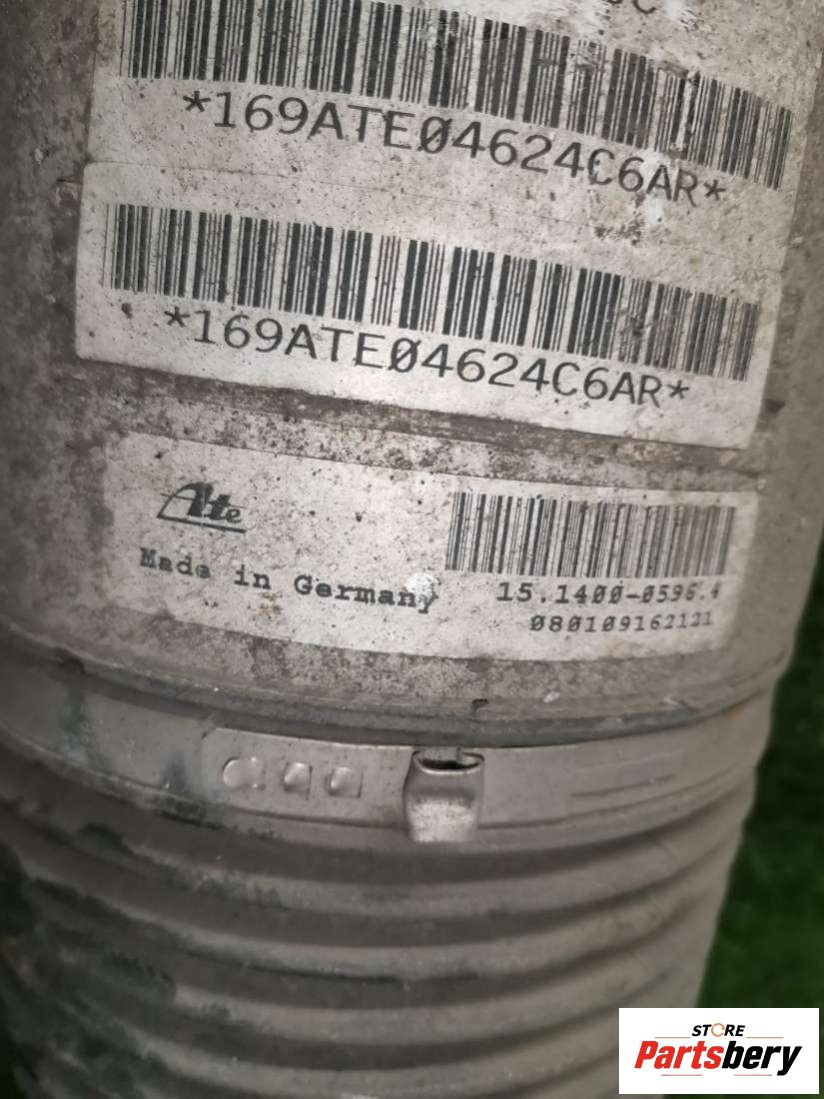 *169ATE04624C6AR*
*169ATE04624C6AR*
Ate
Made in Germany
15.1400-0596.4
080109162121
STORE
Partsbery